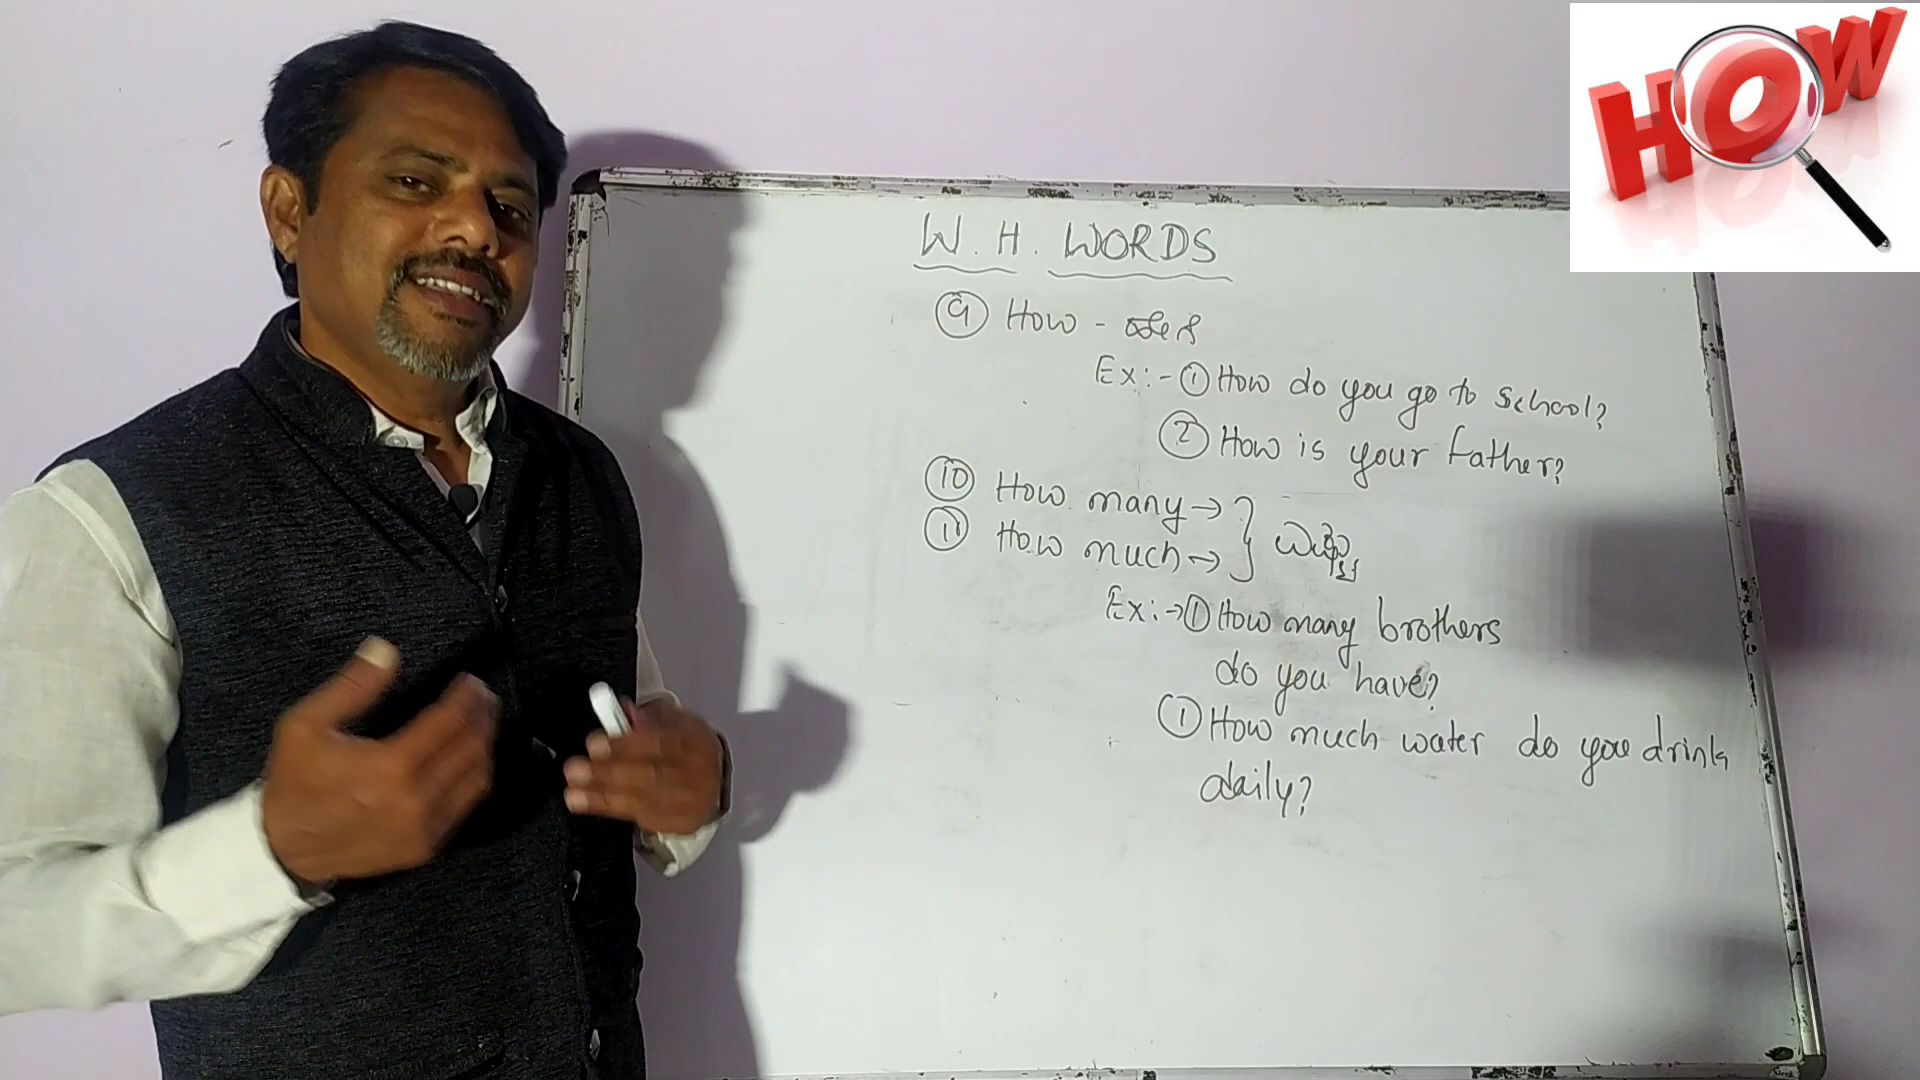 HOW
W. H. WORDS
9 How -
Ex:- 1 How do you go to school?
2 How is your father?
10 How many →
11 How much →
Ex:→ 1 How many brothers
do you have?
1 How much water do you drink
daily?